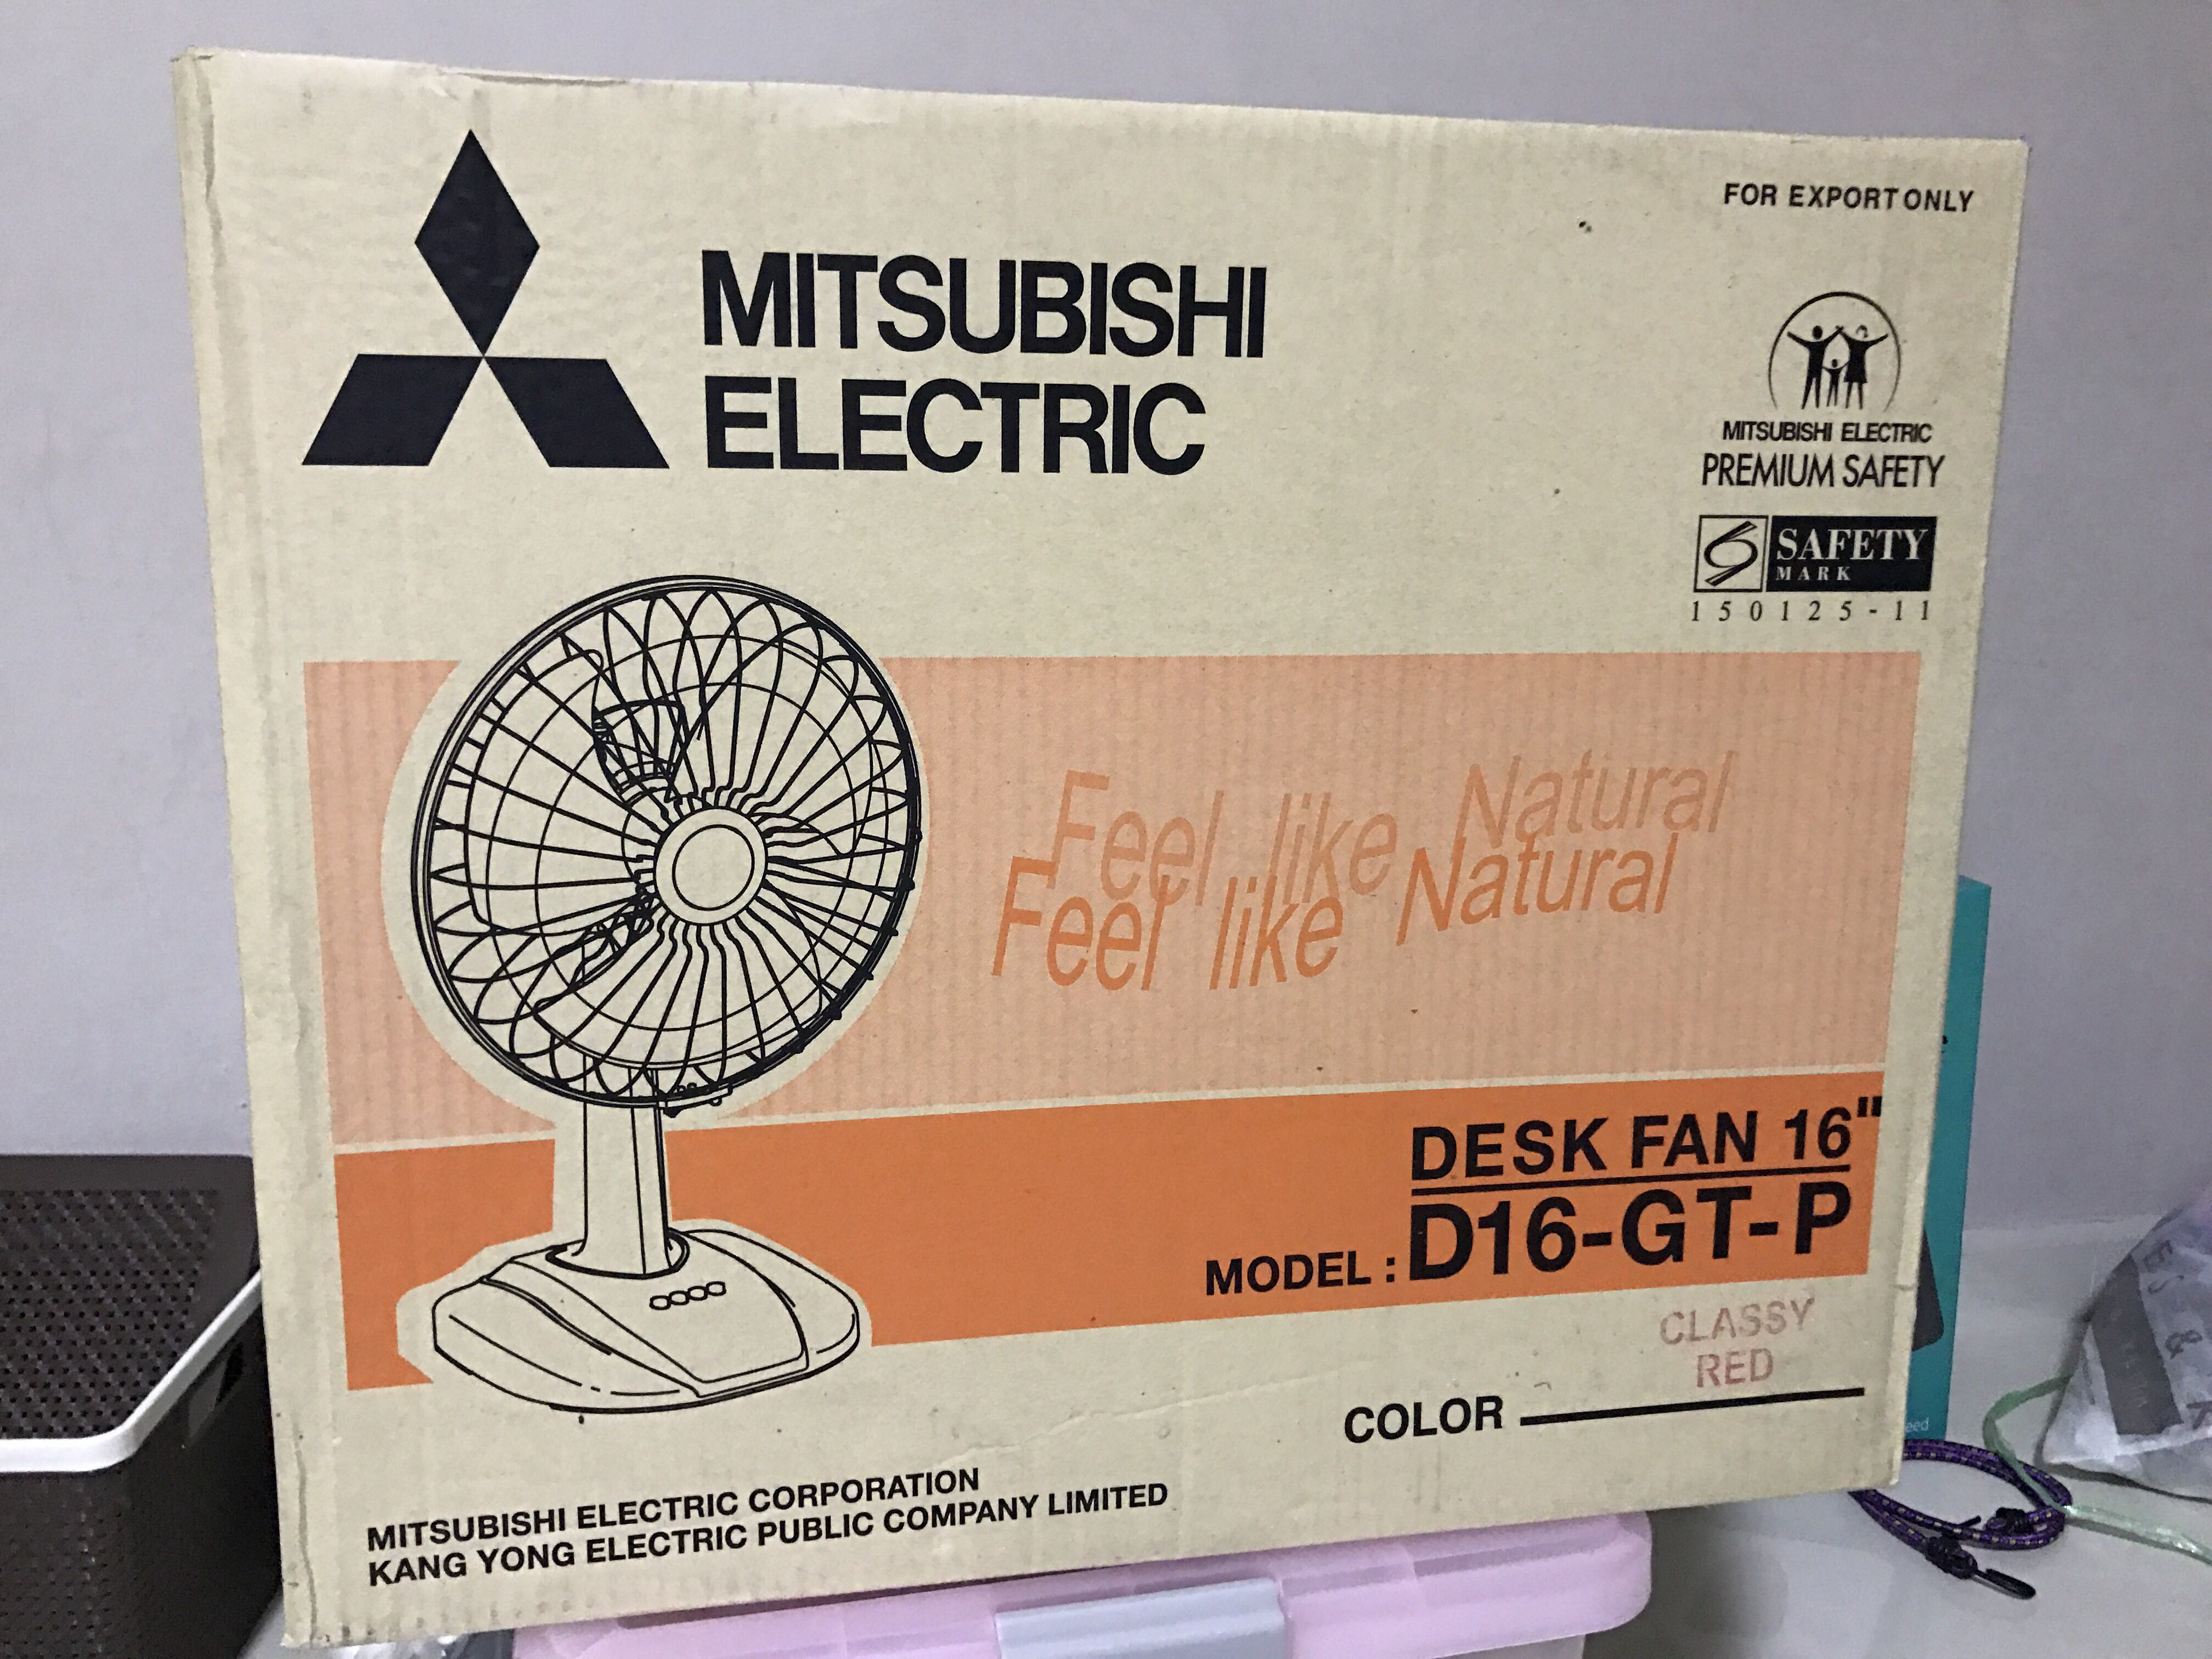 FOR EXPORT ONLY
MITSUBISHI
ELECTRIC
MITSUBISHI ELECTRIC
PREMIUM SAFETY
SAFETY
MARK
150125-11
Feel like Natural
Feel like Natural
DESK FAN 16"
MODEL : D16-GT-P
CLASSY
RED
COLOR
MITSUBISHI ELECTRIC CORPORATION
KANG YONG ELECTRIC PUBLIC COMPANY LIMITED